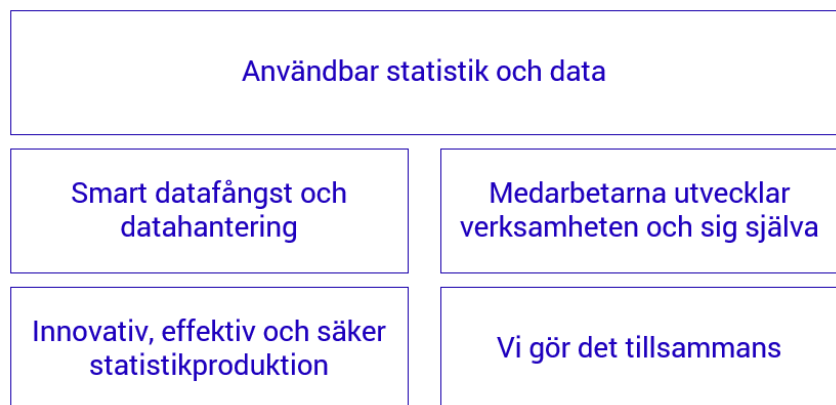 Användbar statistik och data
Smart datafångst och
datahantering
Medarbetarna utvecklar
verksamheten och sig själva
Innovativ, effektiv och säker
statistikproduktion
Vi gör det tillsammans